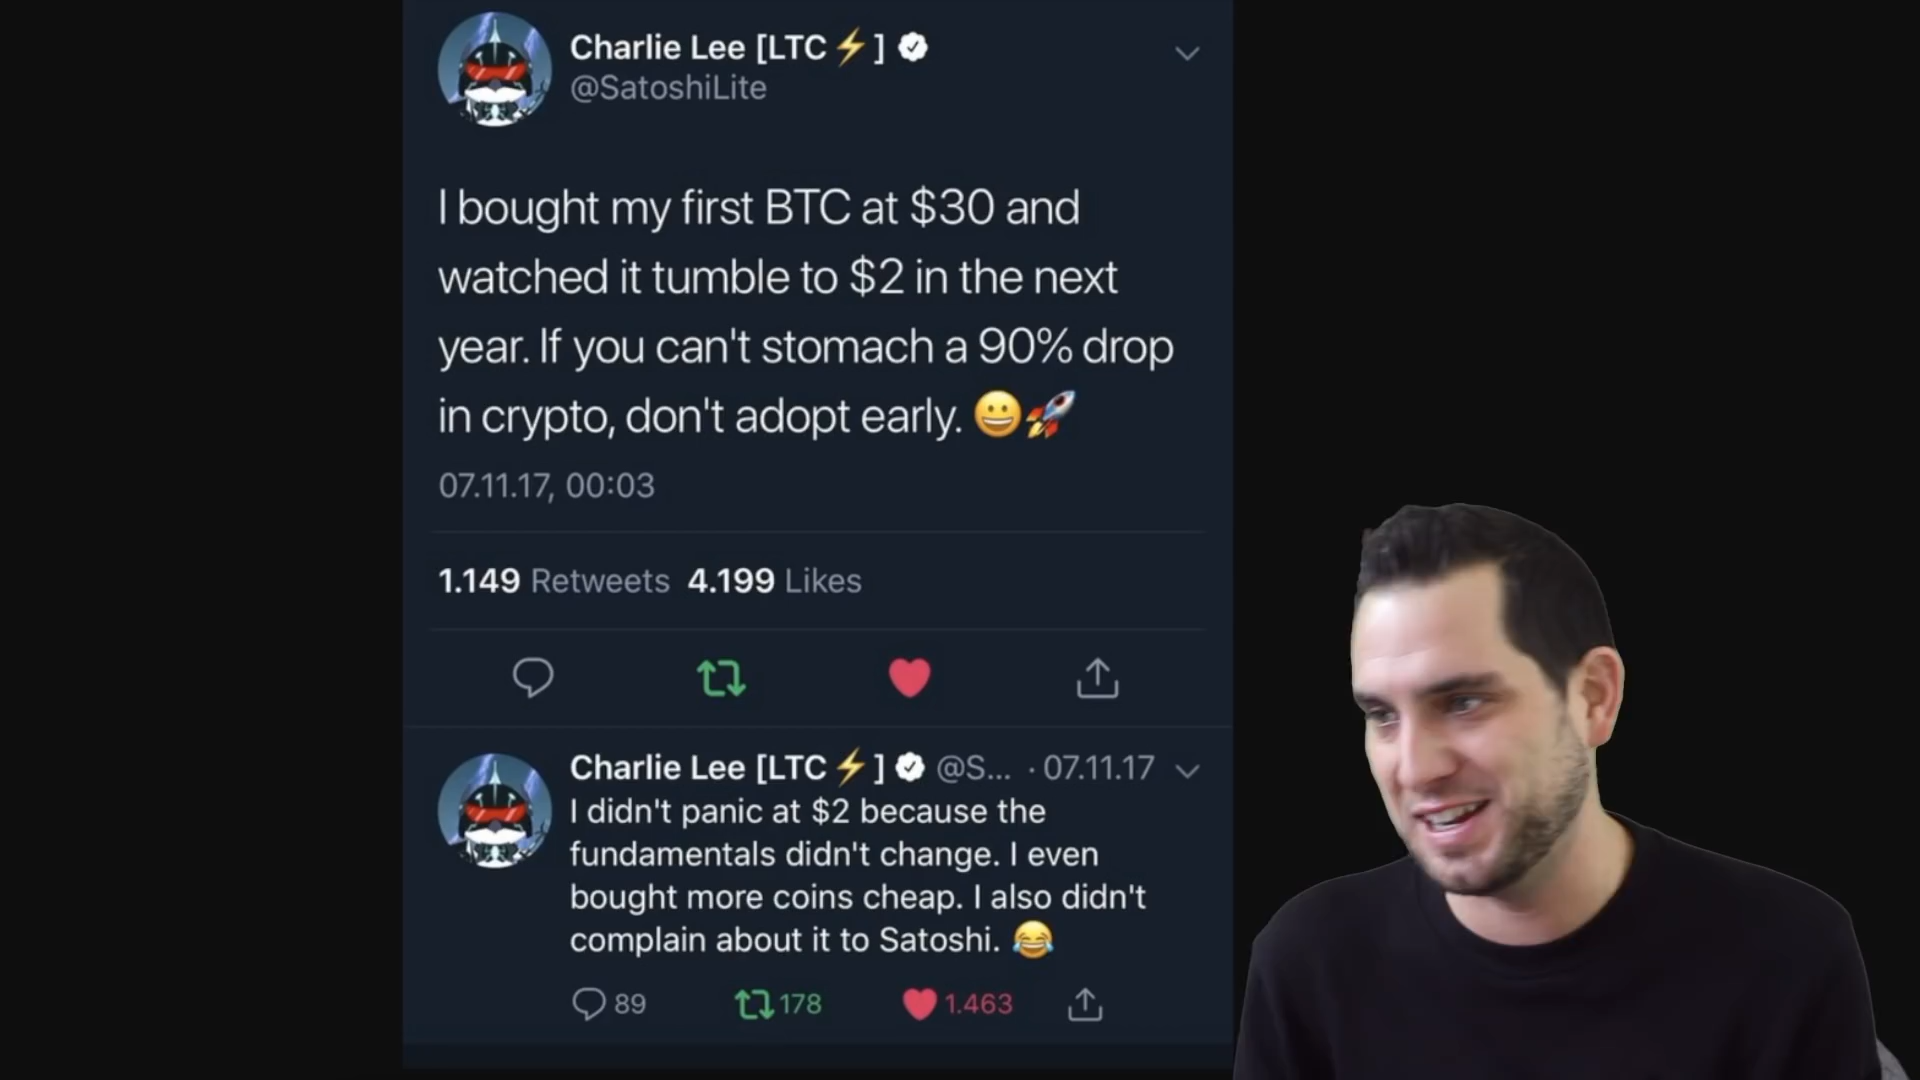 Charlie Lee [LTC⚡]
@SatoshiLite
I bought my first BTC at $30 and
watched it tumble to $2 in the next
year. If you can't stomach a 90% drop
in crypto, don't adopt early. 😀🚀
07.11.17, 00:03
1.149 Retweets 4.199 Likes
Charlie Lee [LTC⚡] @S... · 07.11.17
I didn't panic at $2 because the
fundamentals didn't change. I even
bought more coins cheap. I also didn't
complain about it to Satoshi. 😂
89 178 1.463